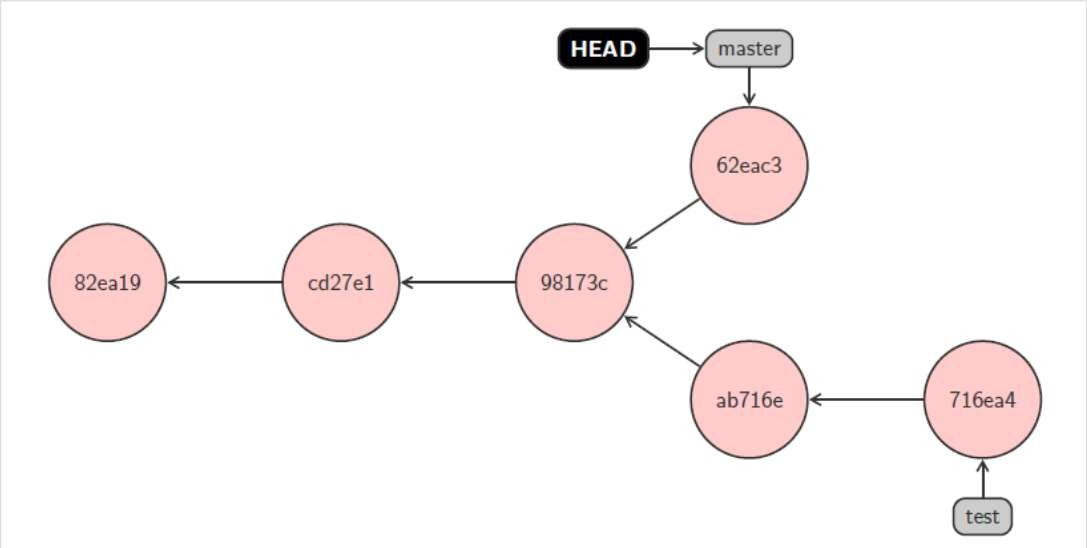 HEAD
master
62eac3
82ea19
cd27e1
98173c
ab716e
716ea4
test